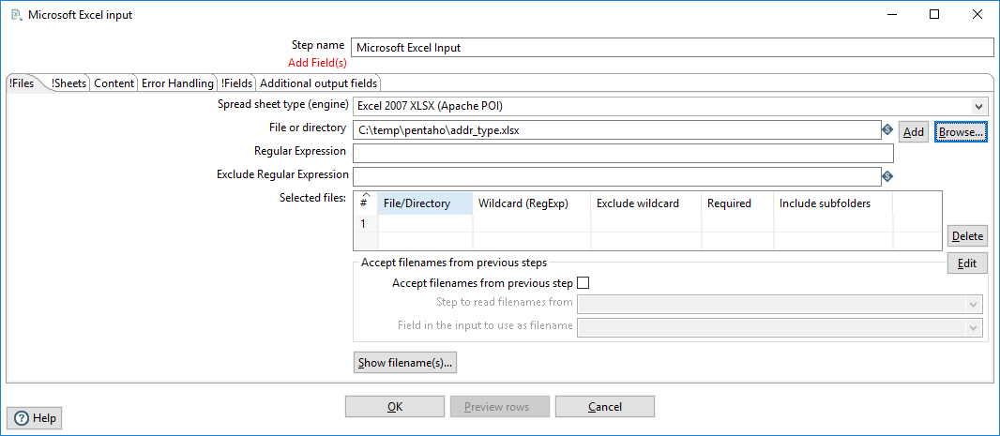 Microsoft Excel input
Step name Microsoft Excel Input
Add Field(s)
!Files !Sheets Content Error Handling !Fields Additional output fields
Spread sheet type (engine) Excel 2007 XLSX (Apache POI)
File or directory C:\temp\pentaho\addr_type.xlsx S Add Browse...
Regular Expression
Exclude Regular Expression S
Selected files: # File/Directory Wildcard (RegExp) Exclude wildcard Required Include subfolders
1
Delete
Accept filenames from previous steps Edit
Accept filenames from previous step
Step to read filenames from
Field in the input to use as filename
Show filename(s)...
OK Preview rows Cancel
? Help